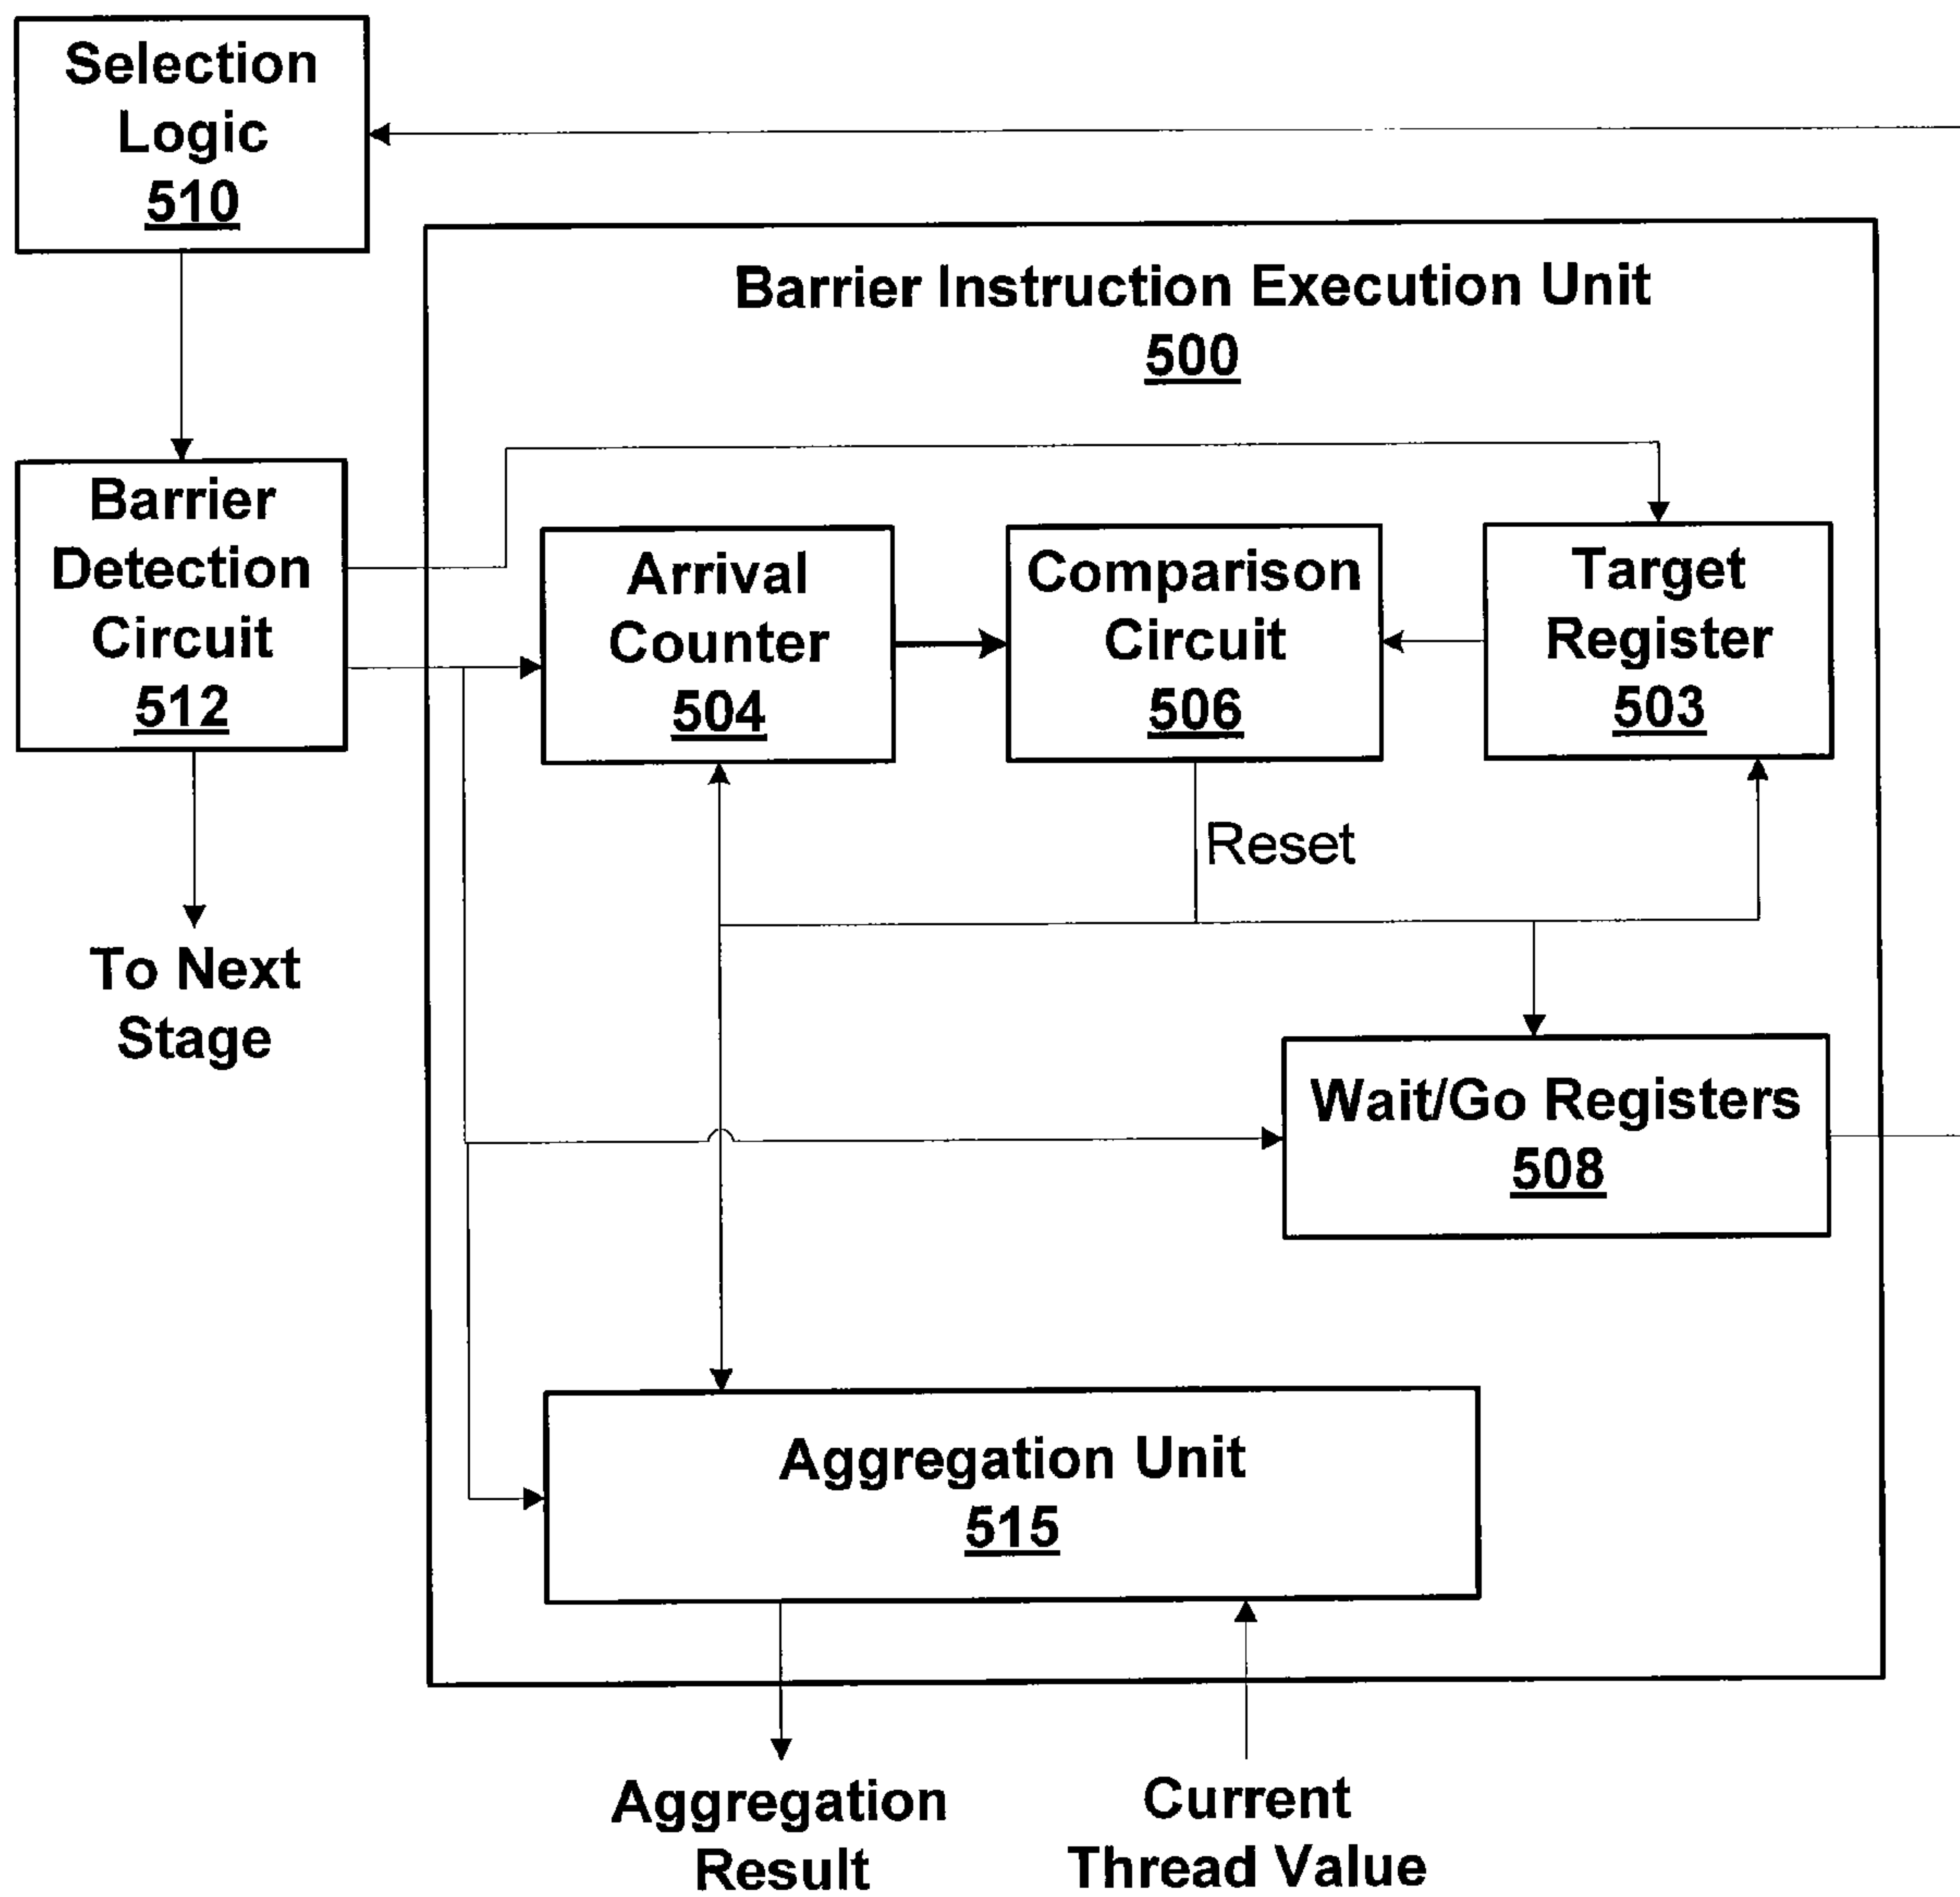 Selection
Logic
510
Barrier Instruction Execution Unit
500
Barrier
Detection
Circuit
512
Arrival
Counter
504
Comparison
Circuit
506
Target
Register
503
Reset
To Next
Stage
Wait/Go Registers
508
Aggregation Unit
515
Aggregation
Result
Current
Thread Value